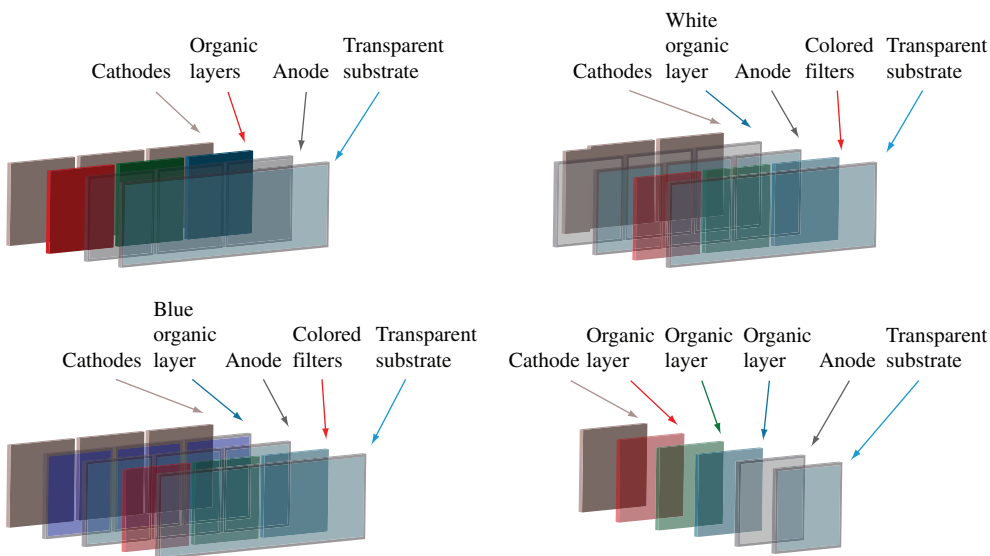 Cathodes
Organic
layers
Anode
Transparent
substrate
Cathodes
White
organic
layer
Anode
Colored
filters
Transparent
substrate
Cathodes
Blue
organic
layer
Anode
Colored
filters
Transparent
substrate
Cathode
Organic
layer
Organic
layer
Organic
layer
Anode
Transparent
substrate